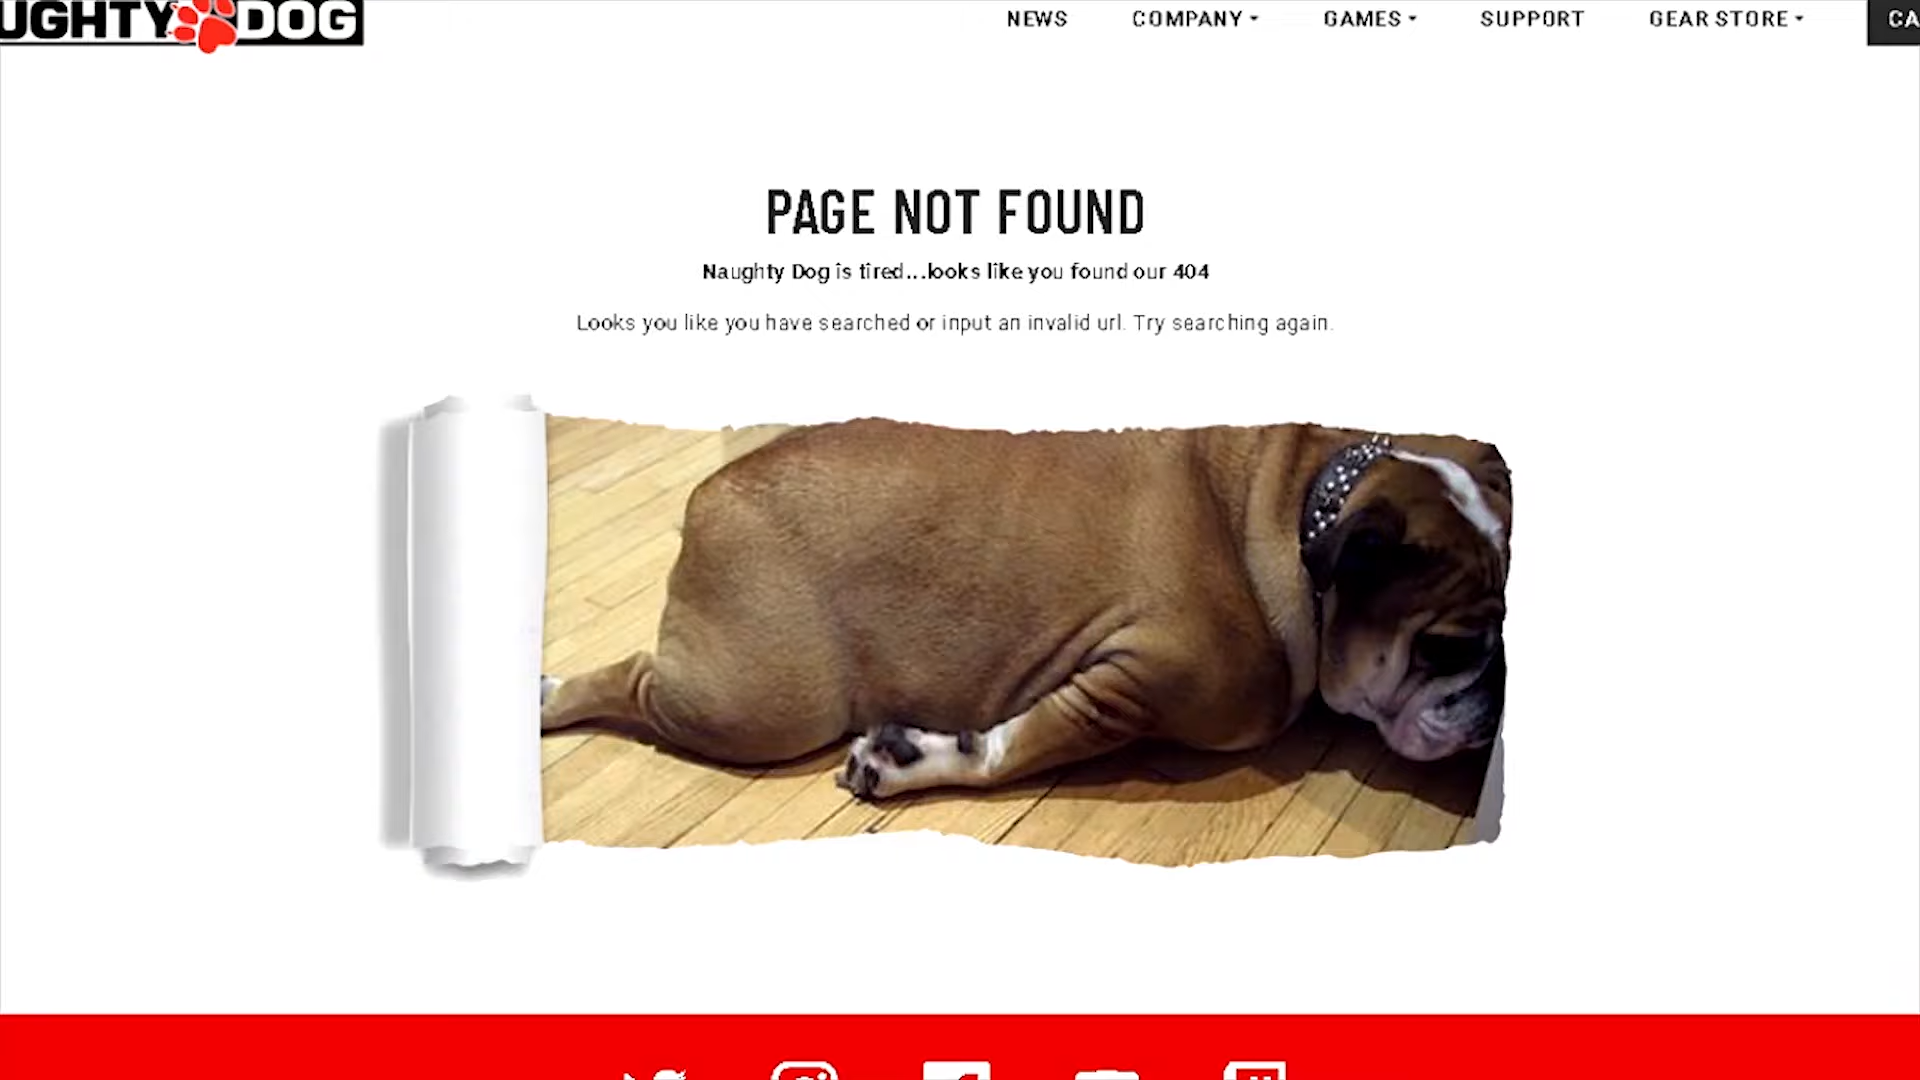 UGHTY DOG
NEWS COMPANY GAMES SUPPORT GEAR STORE CA
PAGE NOT FOUND
Naughty Dog is tired...looks like you found our 404
Looks you like you have searched or input an invalid url. Try searching again.